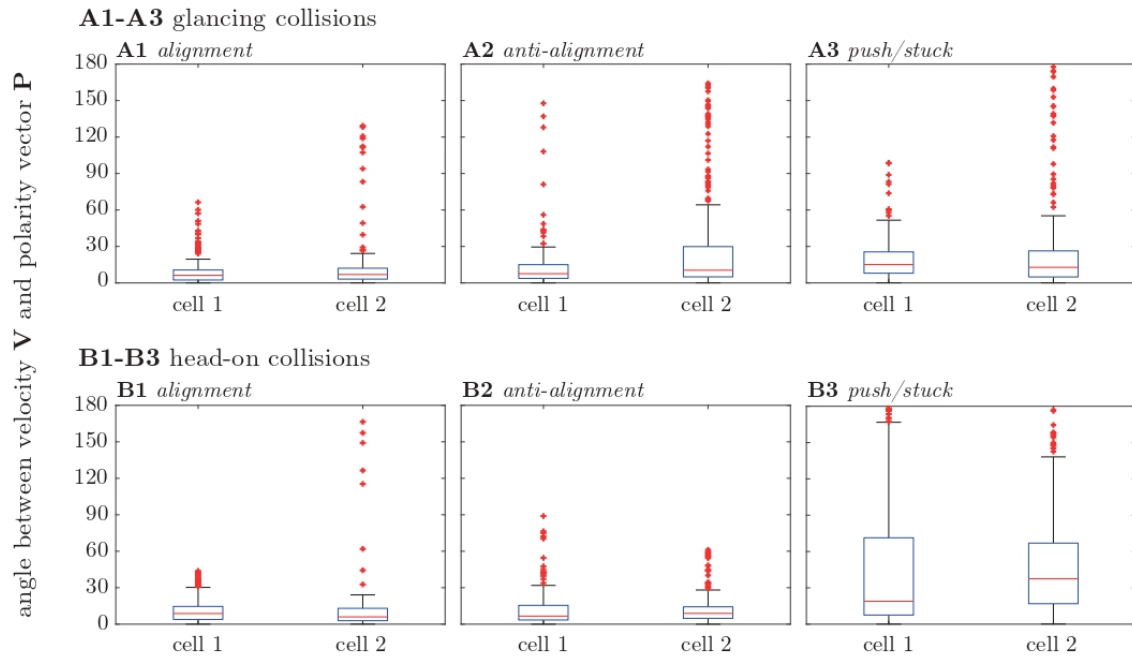 A1-A3 glancing collisions
A1 alignment
A2 anti-alignment
A3 push/stuck
angle between velocity V and polarity vector P
180
150
120
90
60
30
0
cell 1
cell 2
cell 1
cell 2
cell 1
cell 2
B1-B3 head-on collisions
B1 alignment
B2 anti-alignment
B3 push/stuck
180
150
120
90
60
30
0
cell 1
cell 2
cell 1
cell 2
cell 1
cell 2